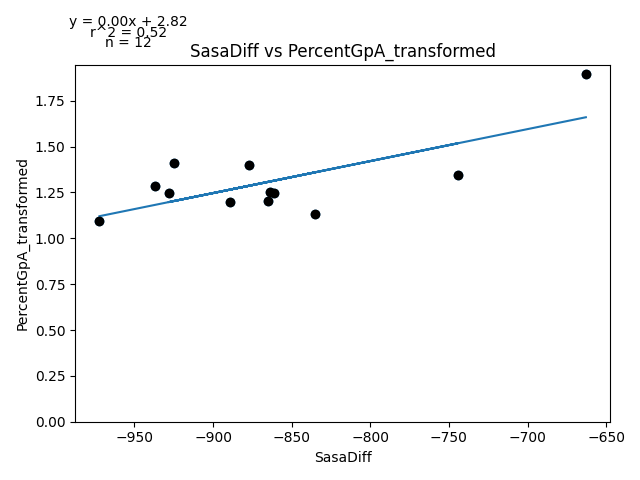 y = 0.00x + 2.82
r^2 = 0.52
n = 12
SasaDiff vs PercentGpA_transformed
PercentGpA_transformed
1.75
1.50
1.25
1.00
0.75
0.50
0.25
0.00
−950 −900 −850 −800 −750 −700 −650
SasaDiff